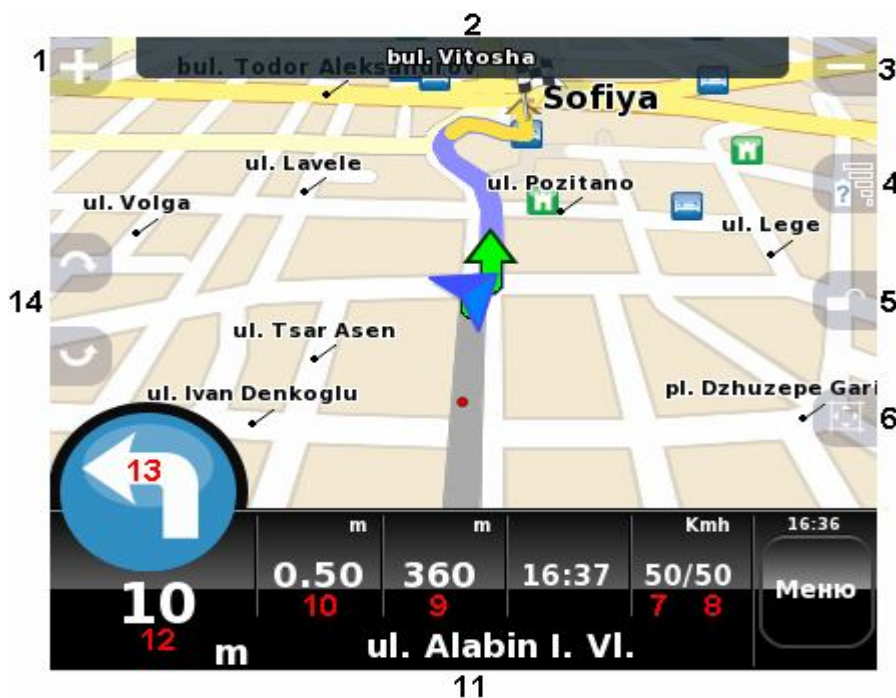 2
bul. Vitosha
1
3
bul. Todor Aleksandrov
Sofiya
ul. Lavele
4
?
ul. Pozitano
ul. Volga
ul. Lege
14
5
ul. Tsar Asen
ul. Ivan Denkoglu
pl. Dzhuzepe Gari
6
13
m
m
Kmh
16:36
0.50
360
16:37
50/50
Меню
10
10
9
7
8
12
m
ul. Alabin I. Vl.
11